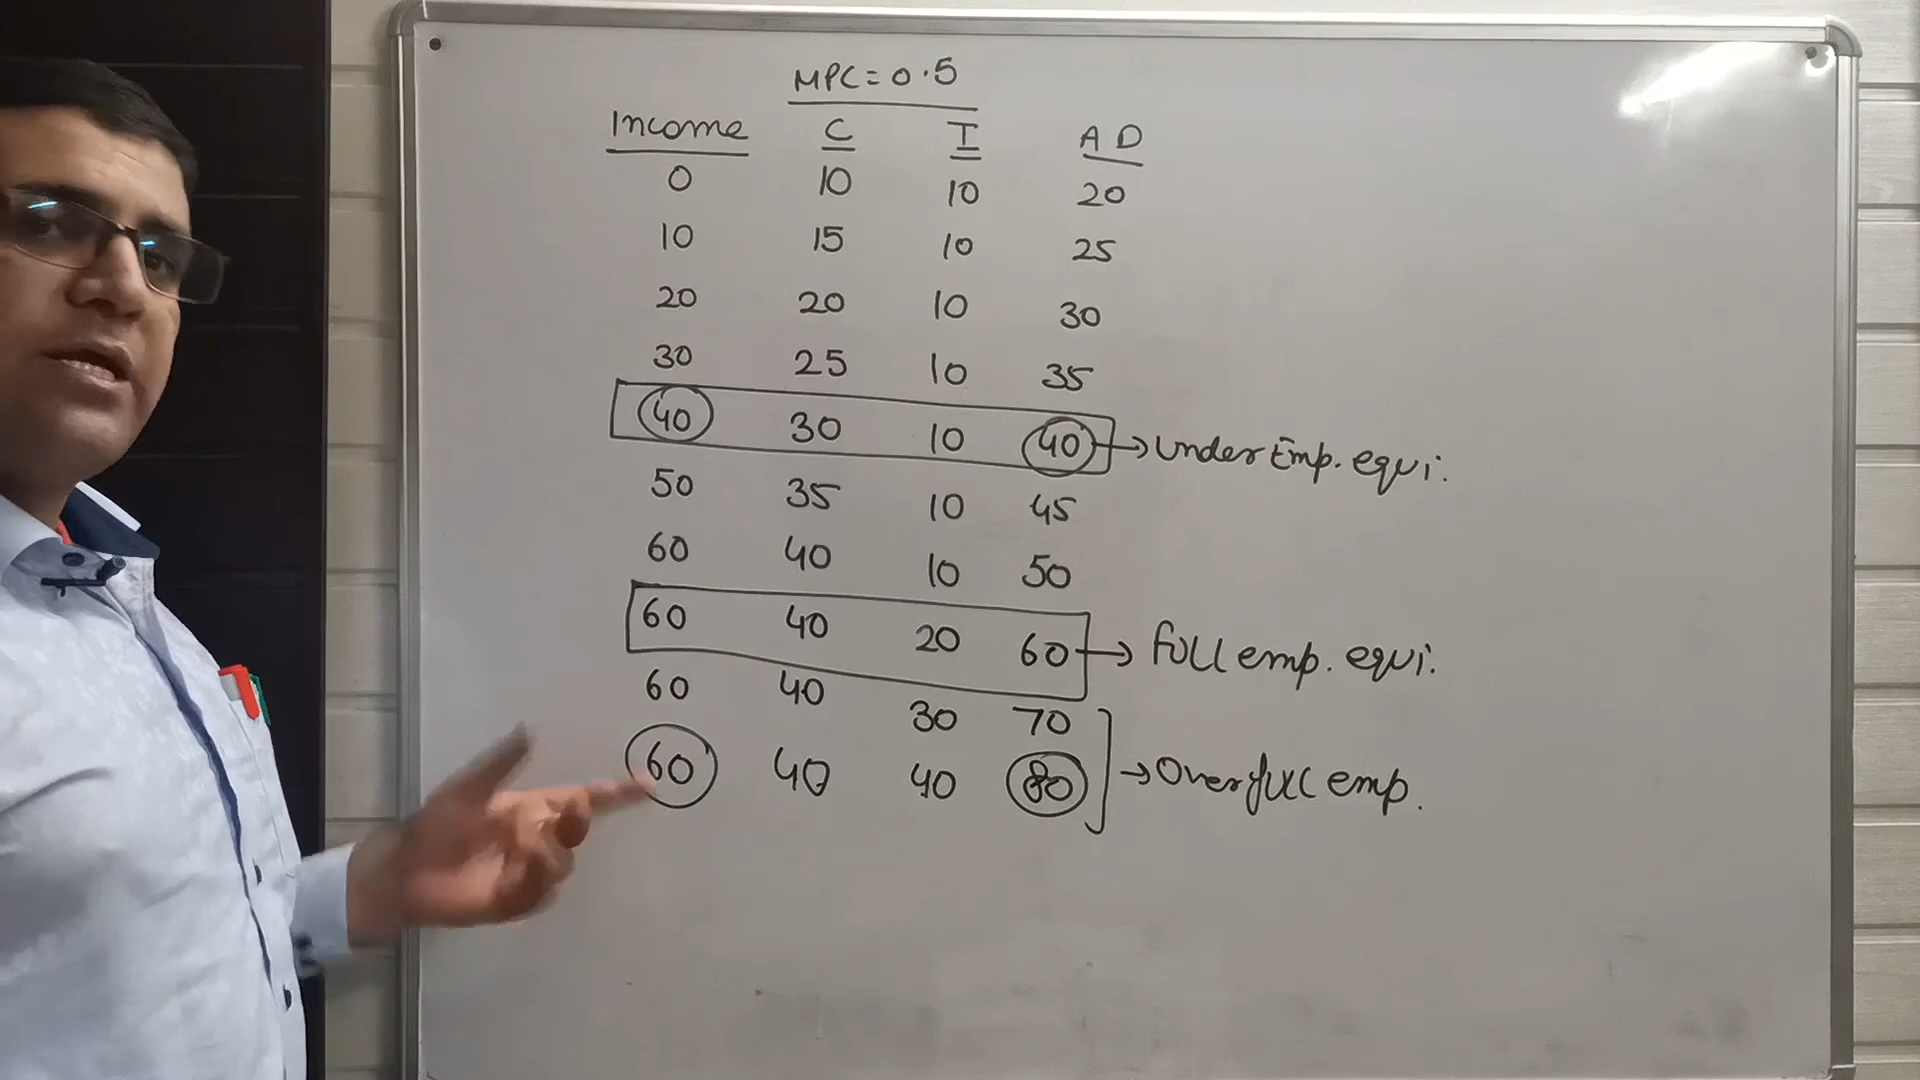 MPC = 0.5
Income C I AD
0 10 10 20
10 15 10 25
20 20 10 30
30 25 10 35
40 30 10 40 → Under Emp. equi.
50 35 10 45
60 40 10 50
60 40 20 60 → Full emp. equi.
60 40 30 70
60 40 40 80 → Over full emp.